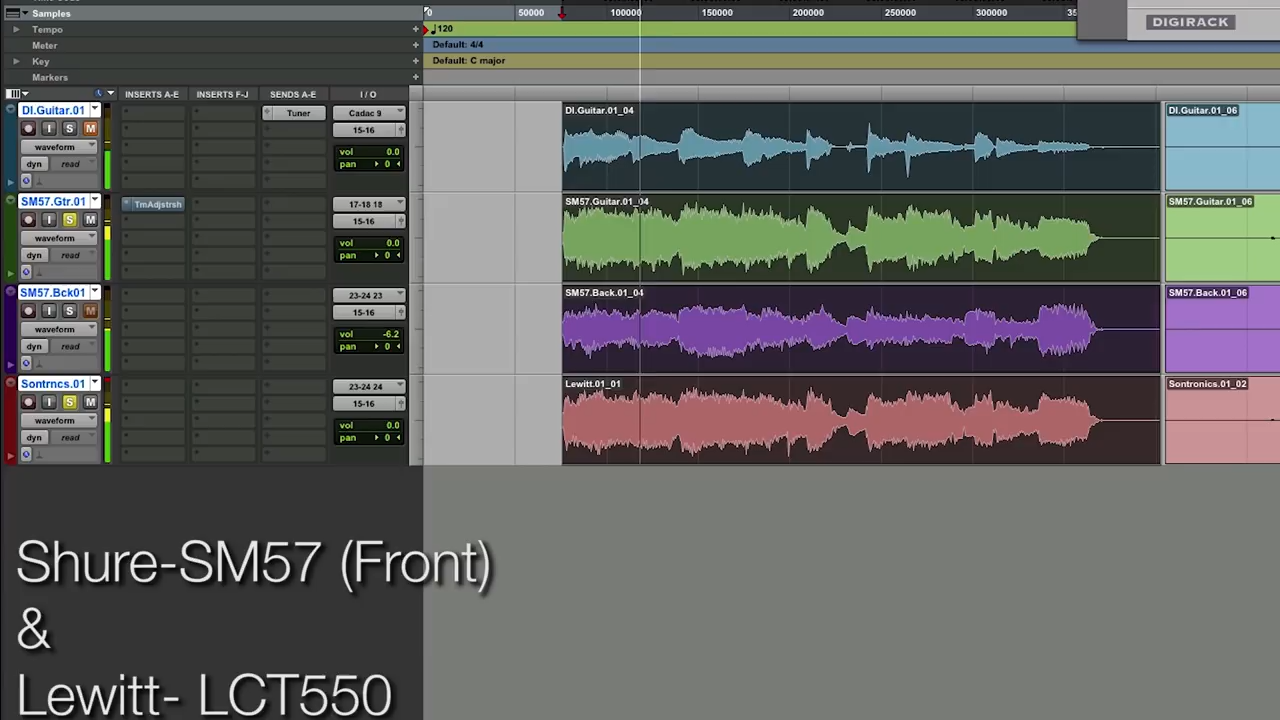 Samples
0 50000 100000 150000 200000 250000 300000
DIGIRACK
Tempo 120
Meter Default: 4/4
Key Default: C major
Markers
INSERTS A-E INSERTS F-J SENDS A-E I / O
DI.Guitar.01
I S M
waveform
dyn read
Tuner
Cadac 9
15-16
vol 0.0
pan 0
DI.Guitar.01_04
DI.Guitar.01_06
SM57.Gtr.01
I S M
waveform
dyn read
TmAdjstrsh
17-18 18
15-16
vol 0.0
pan 0
SM57.Guitar.01_04
SM57.Guitar.01_06
SM57.Bck01
I S M
waveform
dyn read
23-24 23
15-16
vol -6.2
pan 0
SM57.Back.01_04
SM57.Back.01_06
Sontrncs.01
I S M
waveform
dyn read
23-24 24
15-16
vol 0.0
pan 0
Lewitt.01_01
Sontronics.01_02
Shure-SM57 (Front)
&
Lewitt- LCT550